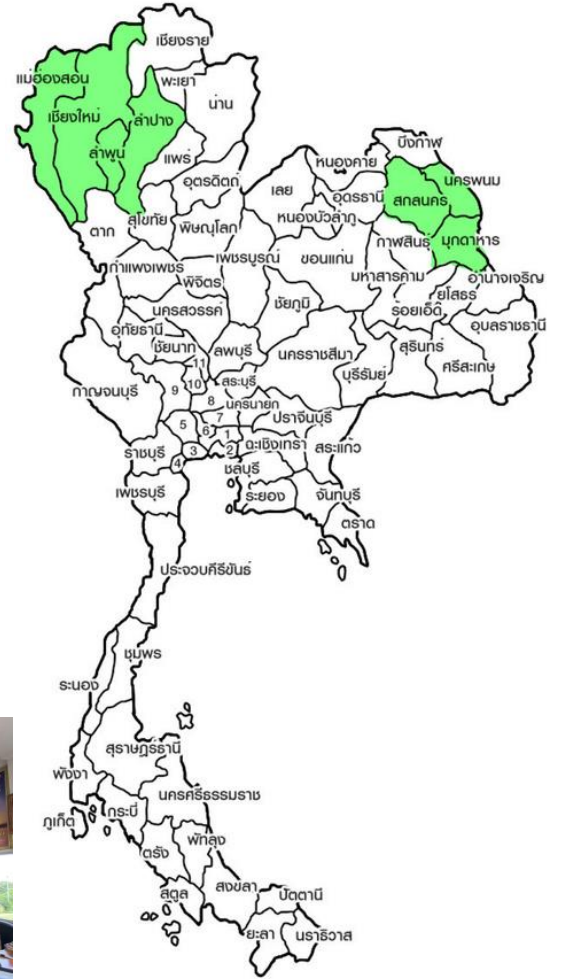 เชียงราย
แม่ฮ่องสอน
พะเยา
น่าน
เชียงใหม่
ลำปาง
ลำพูน
แพร่
อุตรดิตถ์
บึงกาฬ
หนองคาย
เลย
อุดรธานี
สกลนคร
นครพนม
ตาก
สุโขทัย
พิษณุโลก
หนองบัวลำภู
กาฬสินธุ์
มุกดาหาร
กำแพงเพชร
เพชรบูรณ์
ขอนแก่น
พิจิตร
มหาสารคาม
อำนาจเจริญ
นครสวรรค์
ชัยภูมิ
ยโสธร
ร้อยเอ็ด
อุทัยธานี
ชัยนาท
ลพบุรี
นครราชสีมา
สุรินทร์
อุบลราชธานี
11
กาญจนบุรี
9
10
สระบุรี
บุรีรัมย์
ศรีสะเกษ
8
นครนายก
7
ปราจีนบุรี
5
6
1
ฉะเชิงเทรา
สระแก้ว
ราชบุรี
3
2
4
ชลบุรี
เพชรบุรี
ระยอง
จันทบุรี
ตราด
ประจวบคีรีขันธ์
ชุมพร
ระนอง
สุราษฎร์ธานี
พังงา
นครศรีธรรมราช
ภูเก็ต
กระบี่
ตรัง
พัทลุง
สตูล
สงขลา
ปัตตานี
ยะลา
นราธิวาส